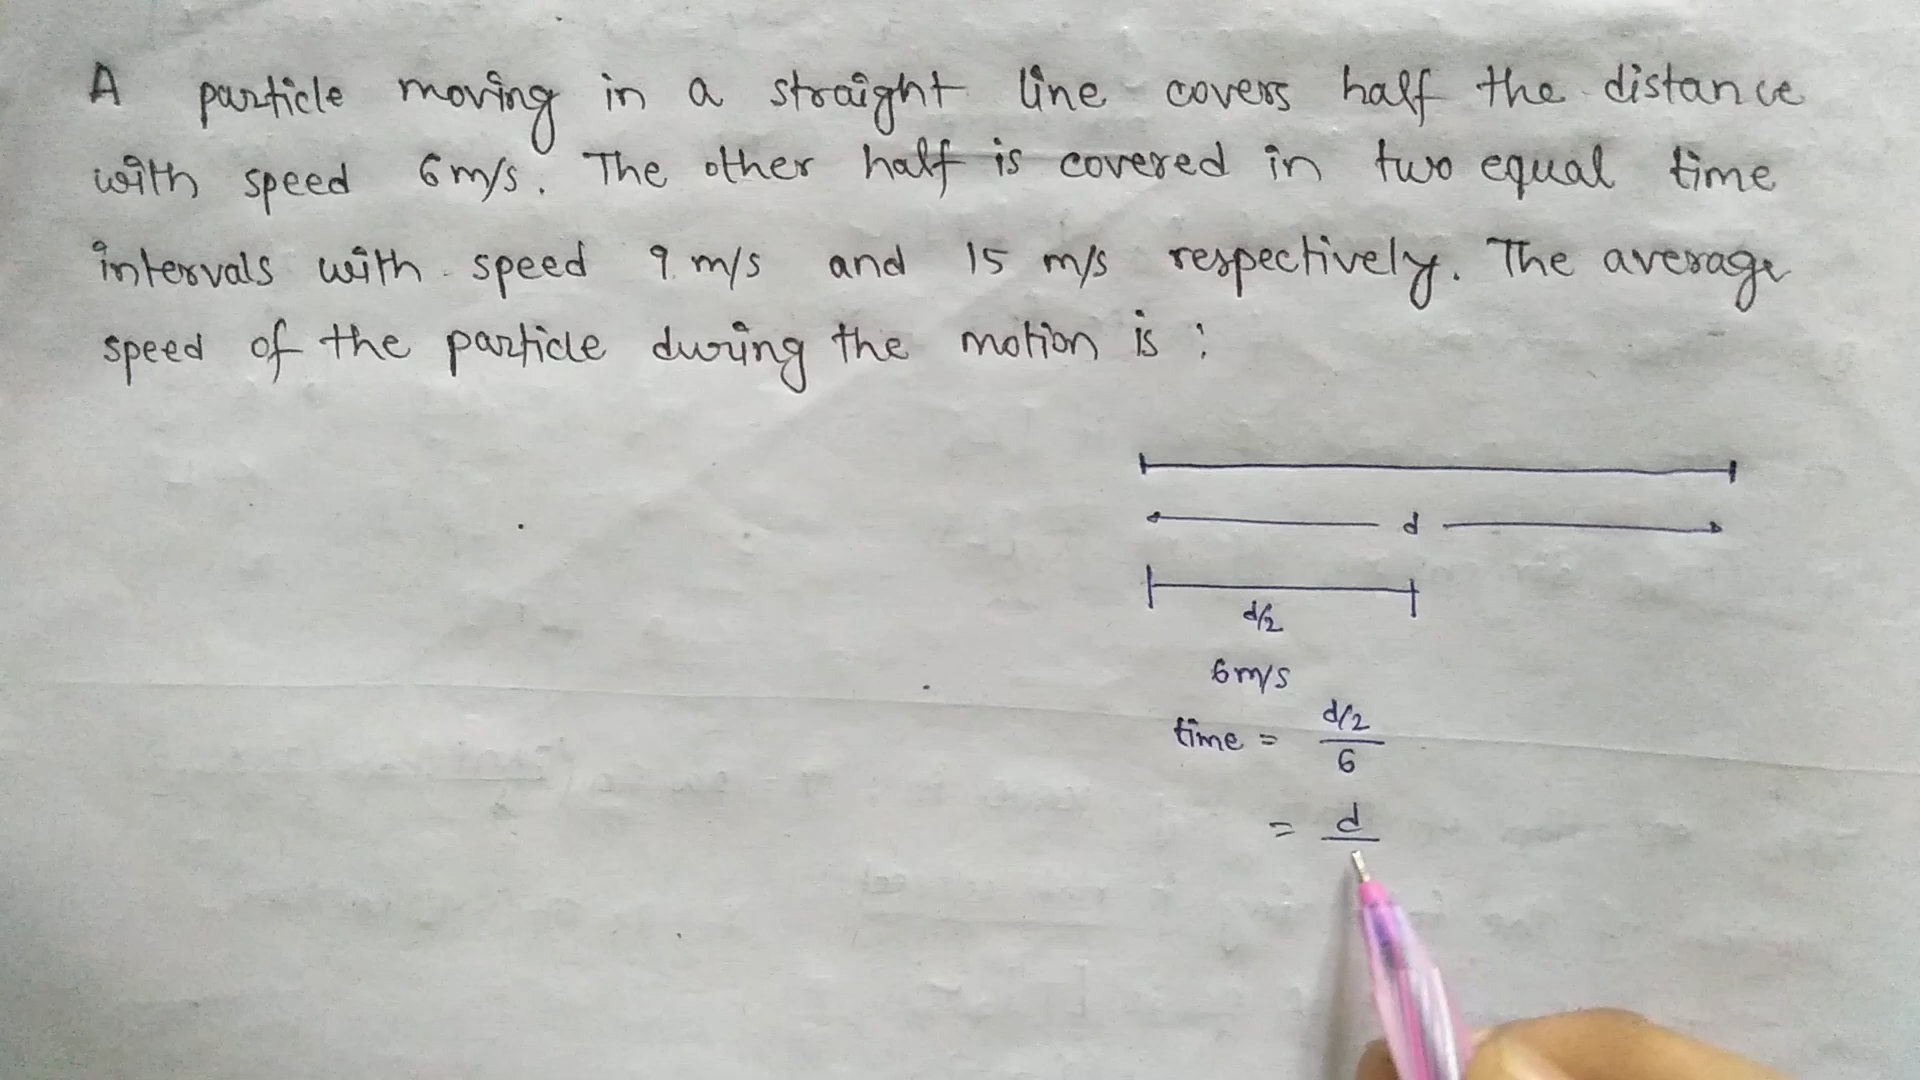 A particle moving in a straight line covers half the distance
with speed 6 m/s. The other half is covered in two equal time
intervals with speed 9 m/s and 15 m/s respectively. The average
speed of the particle during the motion is :
d
d/2
6m/s
time = d/2 / 6
= d